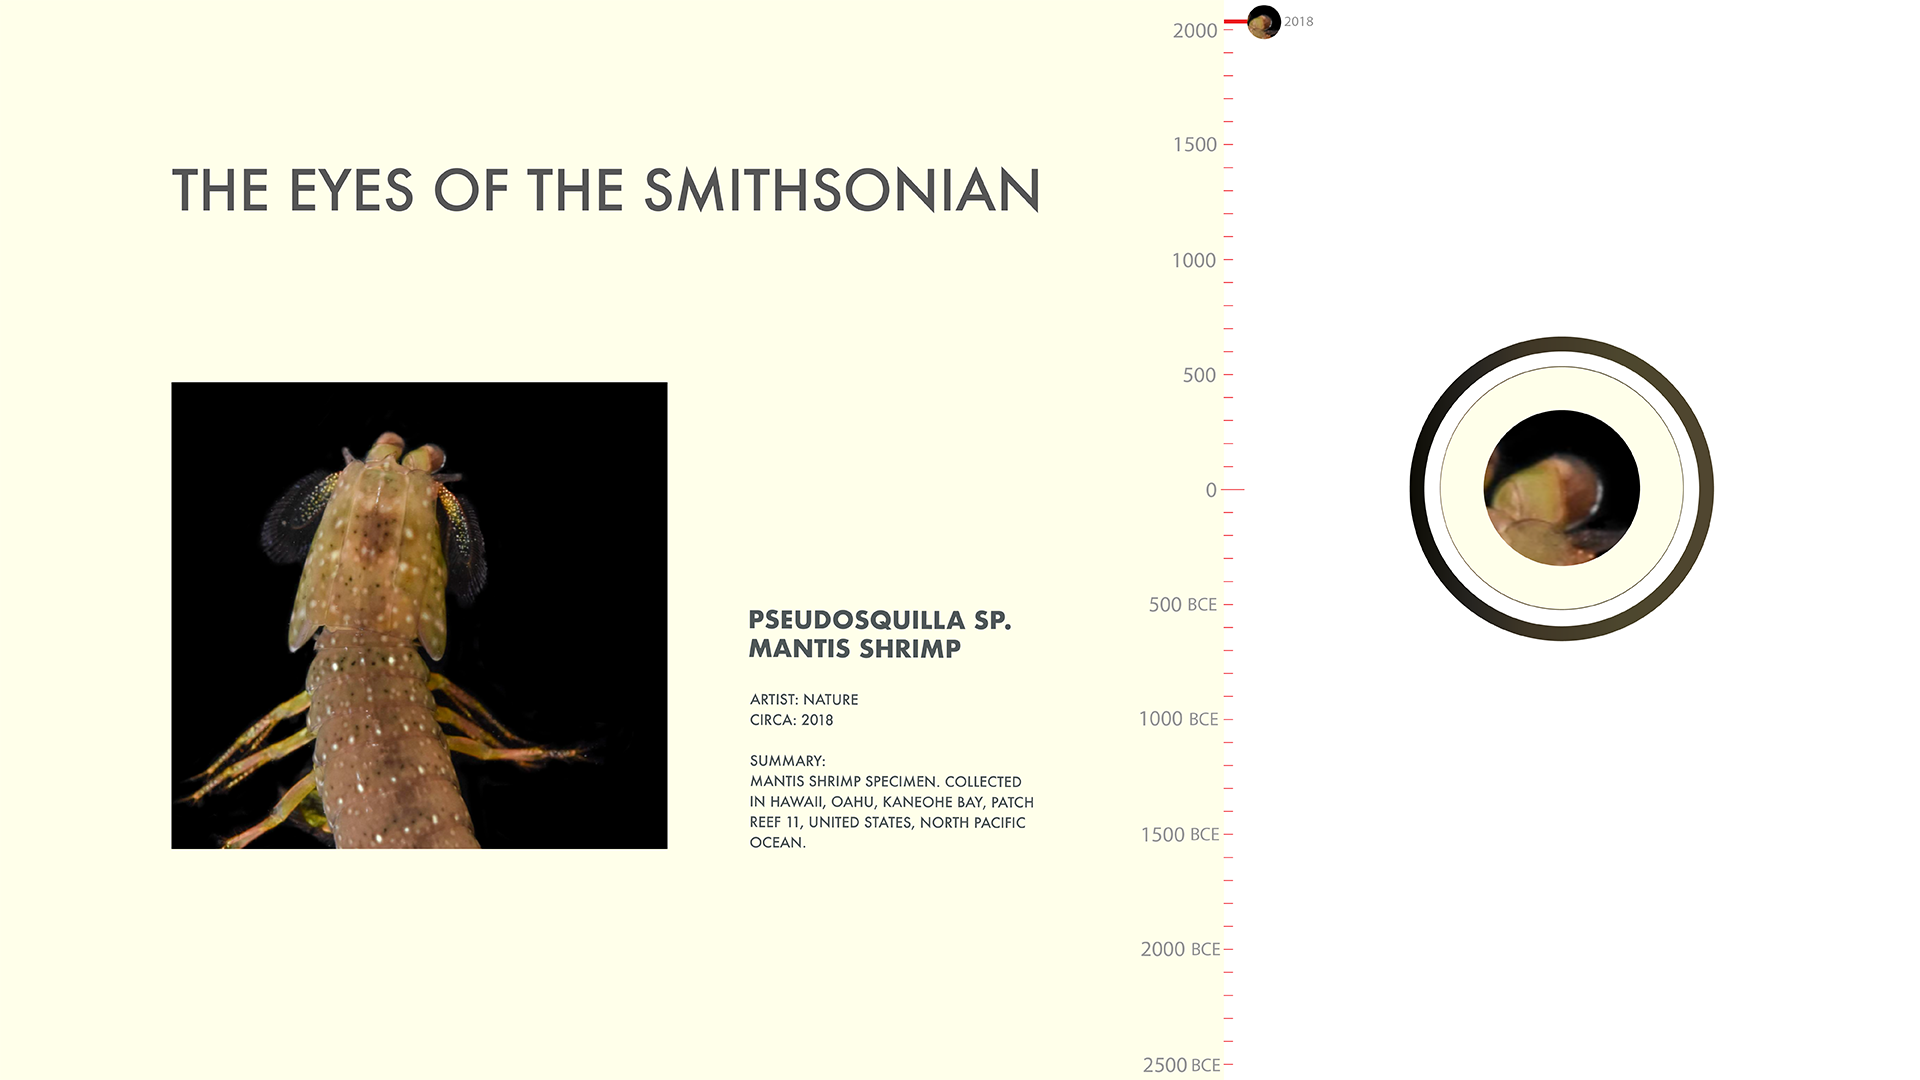 THE EYES OF THE SMITHSONIAN
PSEUDOSQUILLA SP.
MANTIS SHRIMP
ARTIST: NATURE
CIRCA: 2018
SUMMARY:
MANTIS SHRIMP SPECIMEN. COLLECTED
IN HAWAII, OAHU, KANEOHE BAY, PATCH
REEF 11, UNITED STATES, NORTH PACIFIC
OCEAN.
2018
2000
1500
1000
500
0
500 BCE
1000 BCE
1500 BCE
2000 BCE
2500 BCE